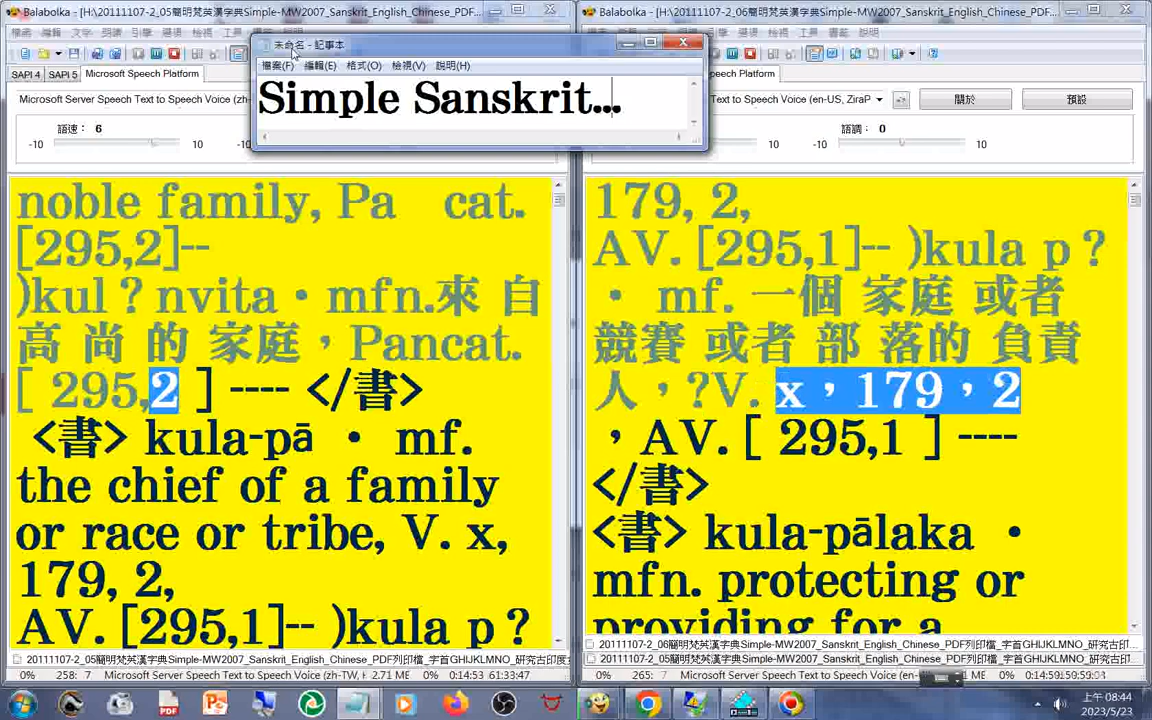 Balabolka - [H:\20111107-2_05簡明梵英漢字典Simple-MW2007_Sanskrit_English_Chinese_PDF...
Balabolka - [H:\20111107-2_06簡明梵英漢字典Simple-MW2007_Sanskrit_English_Chinese_PDF...
未命名 - 記事本
檔案(F) 編輯(E) 格式(O) 檢視(V) 說明(H)
Simple Sanskrit...
SAPI 4 SAPI 5 Microsoft Speech Platform
Microsoft Server Speech Text to Speech Voice (zh-
語速： 6
-10 10 -10
Text to Speech Voice (en-US, ZiraP
關於 預設
語調： 0
-10 10
noble family, Pa cat.
[295,2]--
)kul？nvita・mfn.來 自
高 尚 的 家庭，Pancat.
[ 295,2 ] ---- </書>
<書> kula-pā ・ mf.
the chief of a family
or race or tribe, V. x,
179, 2,
AV. [295,1]-- )kula p？
179, 2,
AV. [295,1]-- )kula p？
・ mf. 一個 家庭 或者
競賽 或者 部 落的 負責
人，?V. x，179，2
，AV. [ 295,1 ] ----
</書>
<書> kula-pālaka ・
mfn. protecting or
providing for a
20111107-2_05簡明梵英漢字典Simple-MW2007_Sanskrit_English_Chinese_PDF列印檔_字首GHIJKLMNO_研究古印度
20111107-2_06簡明梵英漢字典Simple-MW2007_Sanskrit_English_Chinese_PDF列印檔_字首GHIJKLMNO_研究古印...
0% 258: 7 Microsoft Server Speech Text to Speech Voice (zh-TW, 2.71 ME 0% 0:14:53 61:33:47
0% 265: 7 Microsoft Server Speech Text to Speech Voice (en-
上午 08:44
2023/5/23